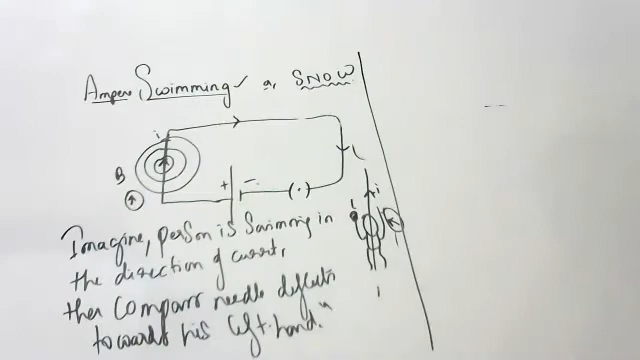 Ampere Swimming or SNOW
i
B
+ -
i
i
Imagine, person is Swimming in
the direction of current,
then Compass needle deflects
towards his left hand."